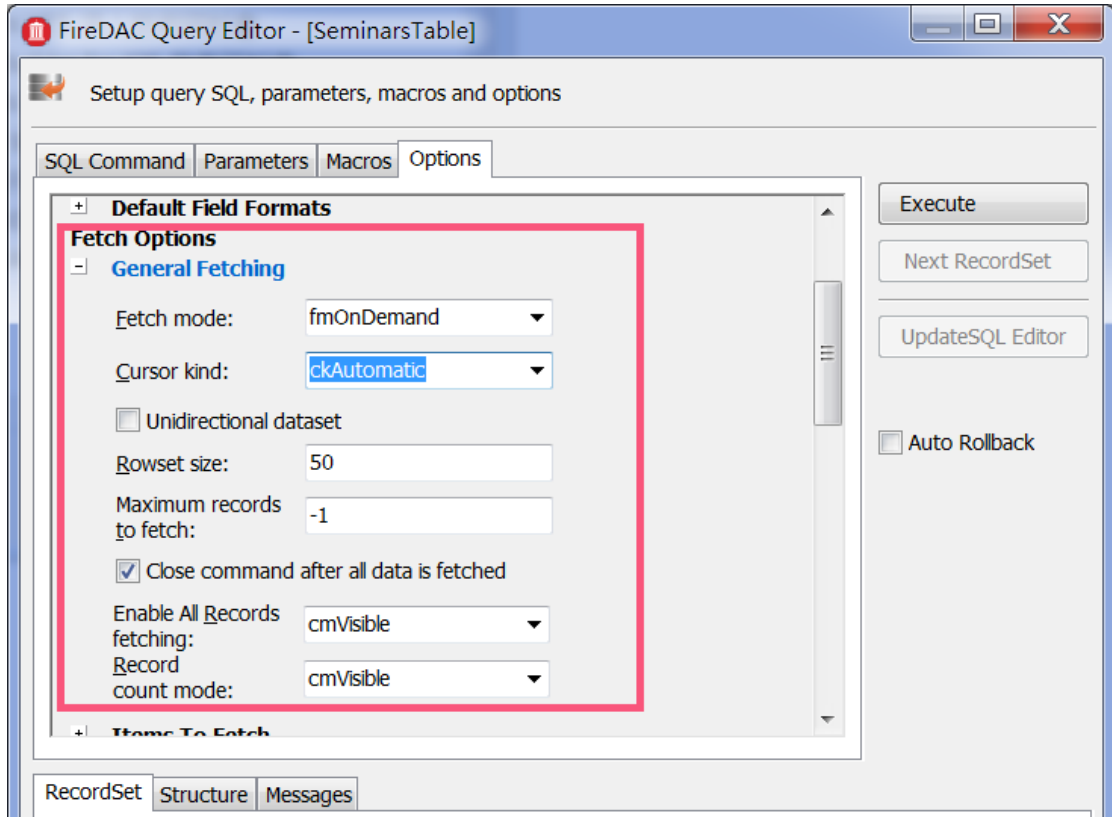 FireDAC Query Editor - [SeminarsTable]
Setup query SQL, parameters, macros and options
SQL Command Parameters Macros Options
Default Field Formats
Execute
Fetch Options
General Fetching
Next RecordSet
Fetch mode: fmOnDemand
UpdateSQL Editor
Cursor kind: ckAutomatic
Unidirectional dataset
Auto Rollback
Rowset size: 50
Maximum records
to fetch: -1
Close command after all data is fetched
Enable All Records
fetching: cmVisible
Record
count mode: cmVisible
Items To Fetch
RecordSet Structure Messages